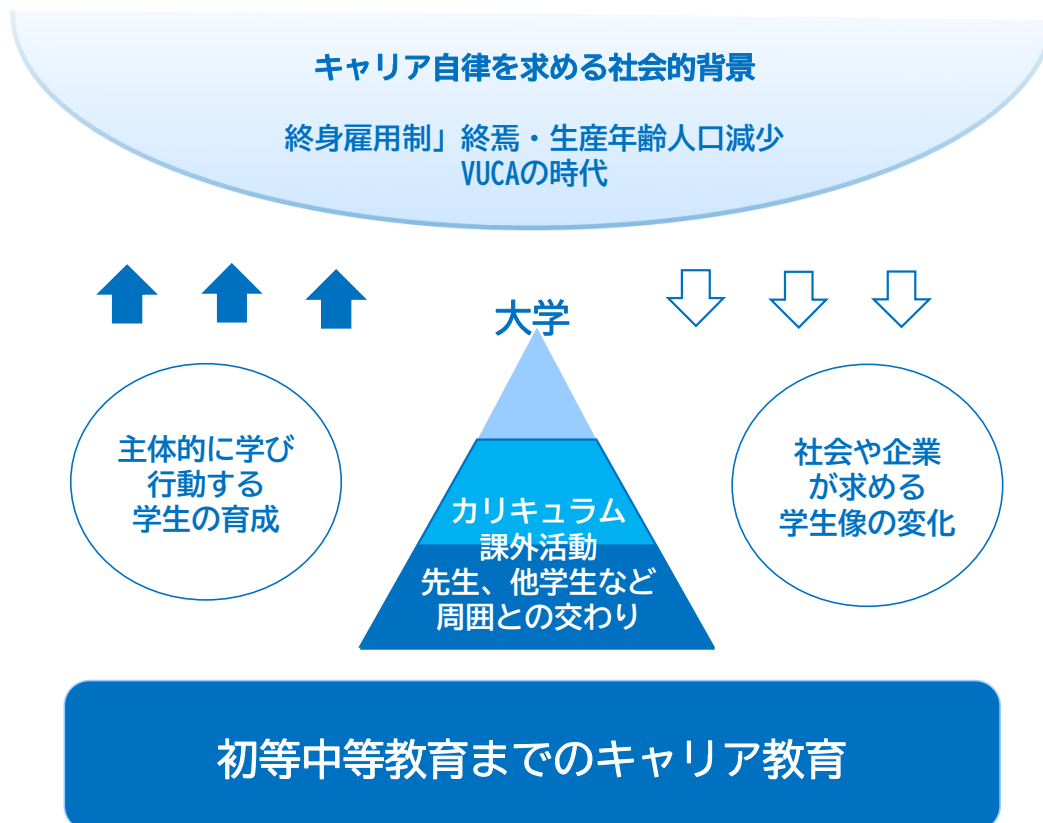 キャリア自律を求める社会的背景
終身雇用制」終焉・生産年齢人口減少
VUCAの時代
大学
主体的に学び
行動する
学生の育成
カリキュラム
課外活動
先生、他学生など
周囲との交わり
社会や企業
が求める
学生像の変化
初等中等教育までのキャリア教育